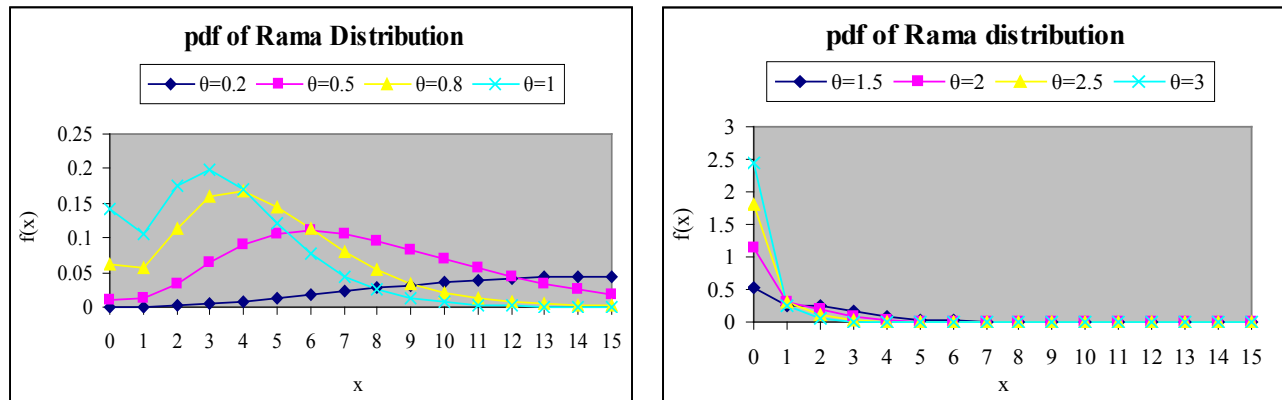 pdf of Rama Distribution
θ=0.2 θ=0.5 θ=0.8 θ=1
0.25
0.2
0.15
0.1
0.05
0
f(x)
0 1 2 3 4 5 6 7 8 9 10 11 12 13 14 15
x
pdf of Rama distribution
θ=1.5 θ=2 θ=2.5 θ=3
3
2.5
2
1.5
1
0.5
0
f(x)
0 1 2 3 4 5 6 7 8 9 10 11 12 13 14 15
x